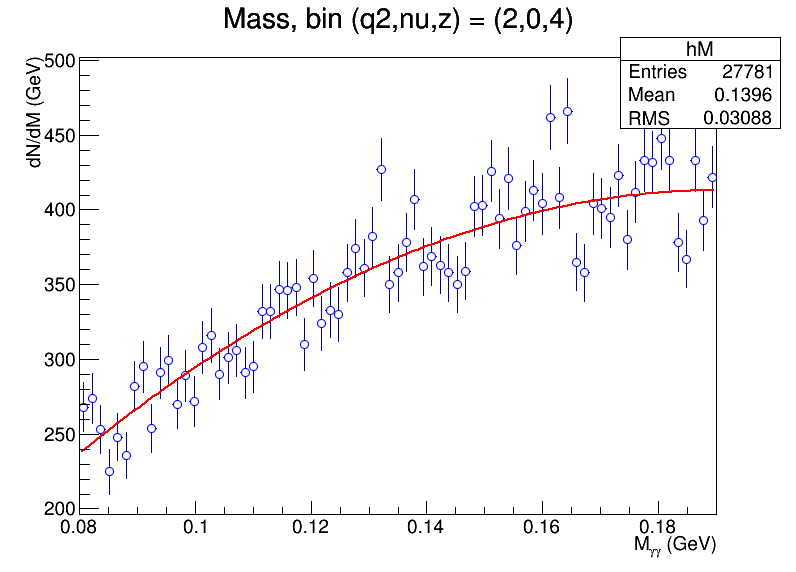 Mass, bin (q2,nu,z) = (2,0,4)
hM
Entries 27781
Mean 0.1396
RMS 0.03088
dN/dM (GeV)
500
450
400
350
300
250
200
0.08 0.1 0.12 0.14 0.16 0.18
Mγγ (GeV)